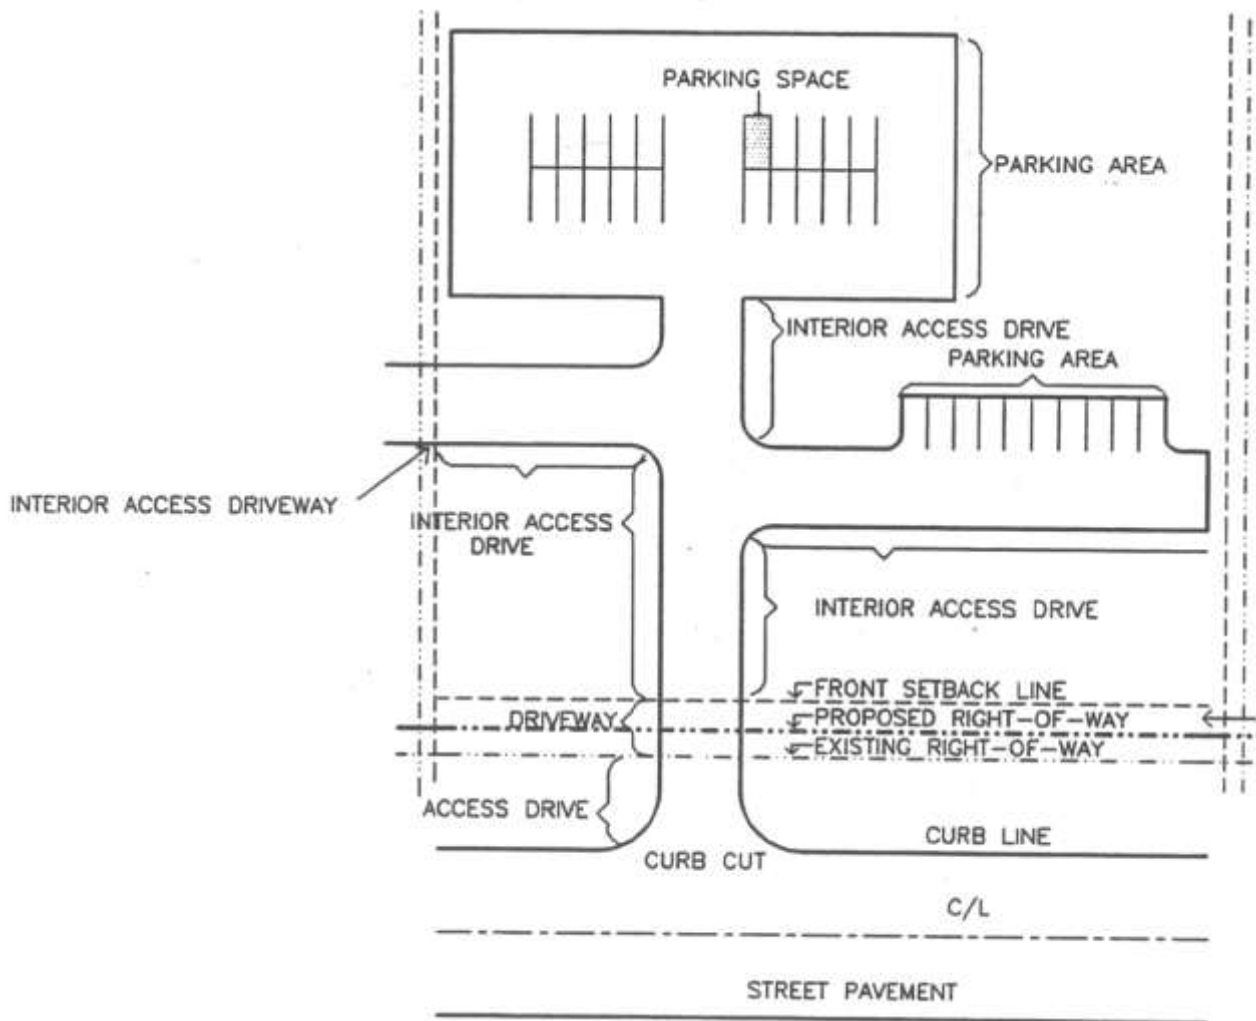 PARKING SPACE
PARKING AREA
INTERIOR ACCESS DRIVE
PARKING AREA
INTERIOR ACCESS DRIVEWAY
INTERIOR ACCESS
DRIVE
INTERIOR ACCESS DRIVE
FRONT SETBACK LINE
DRIVEWAY
PROPOSED RIGHT-OF-WAY
EXISTING RIGHT-OF-WAY
ACCESS DRIVE
CURB LINE
CURB CUT
C/L
STREET PAVEMENT